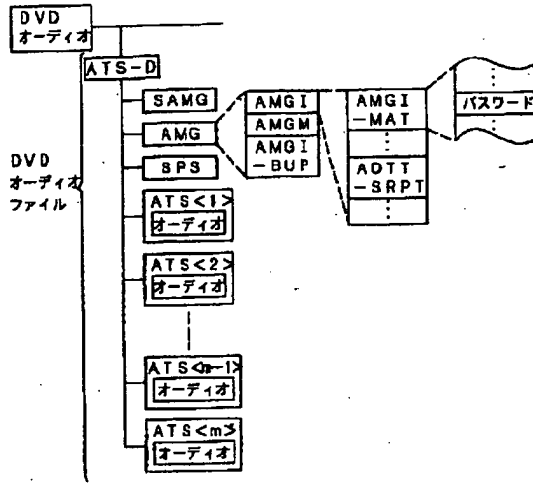 DVD
オーディオ
ATS-D
SAMG
AMG
SPS
ATS<1>
オーディオ
ATS<2>
オーディオ
ATS<m-1>
オーディオ
ATS<m>
オーディオ
DVD
オーディオ
ファイル
AMGI
AMGM
AMGI
-BUP
AMGI
-MAT
⋮
AOTT
-SRPT
⋮
⋮
パスワード
⋮